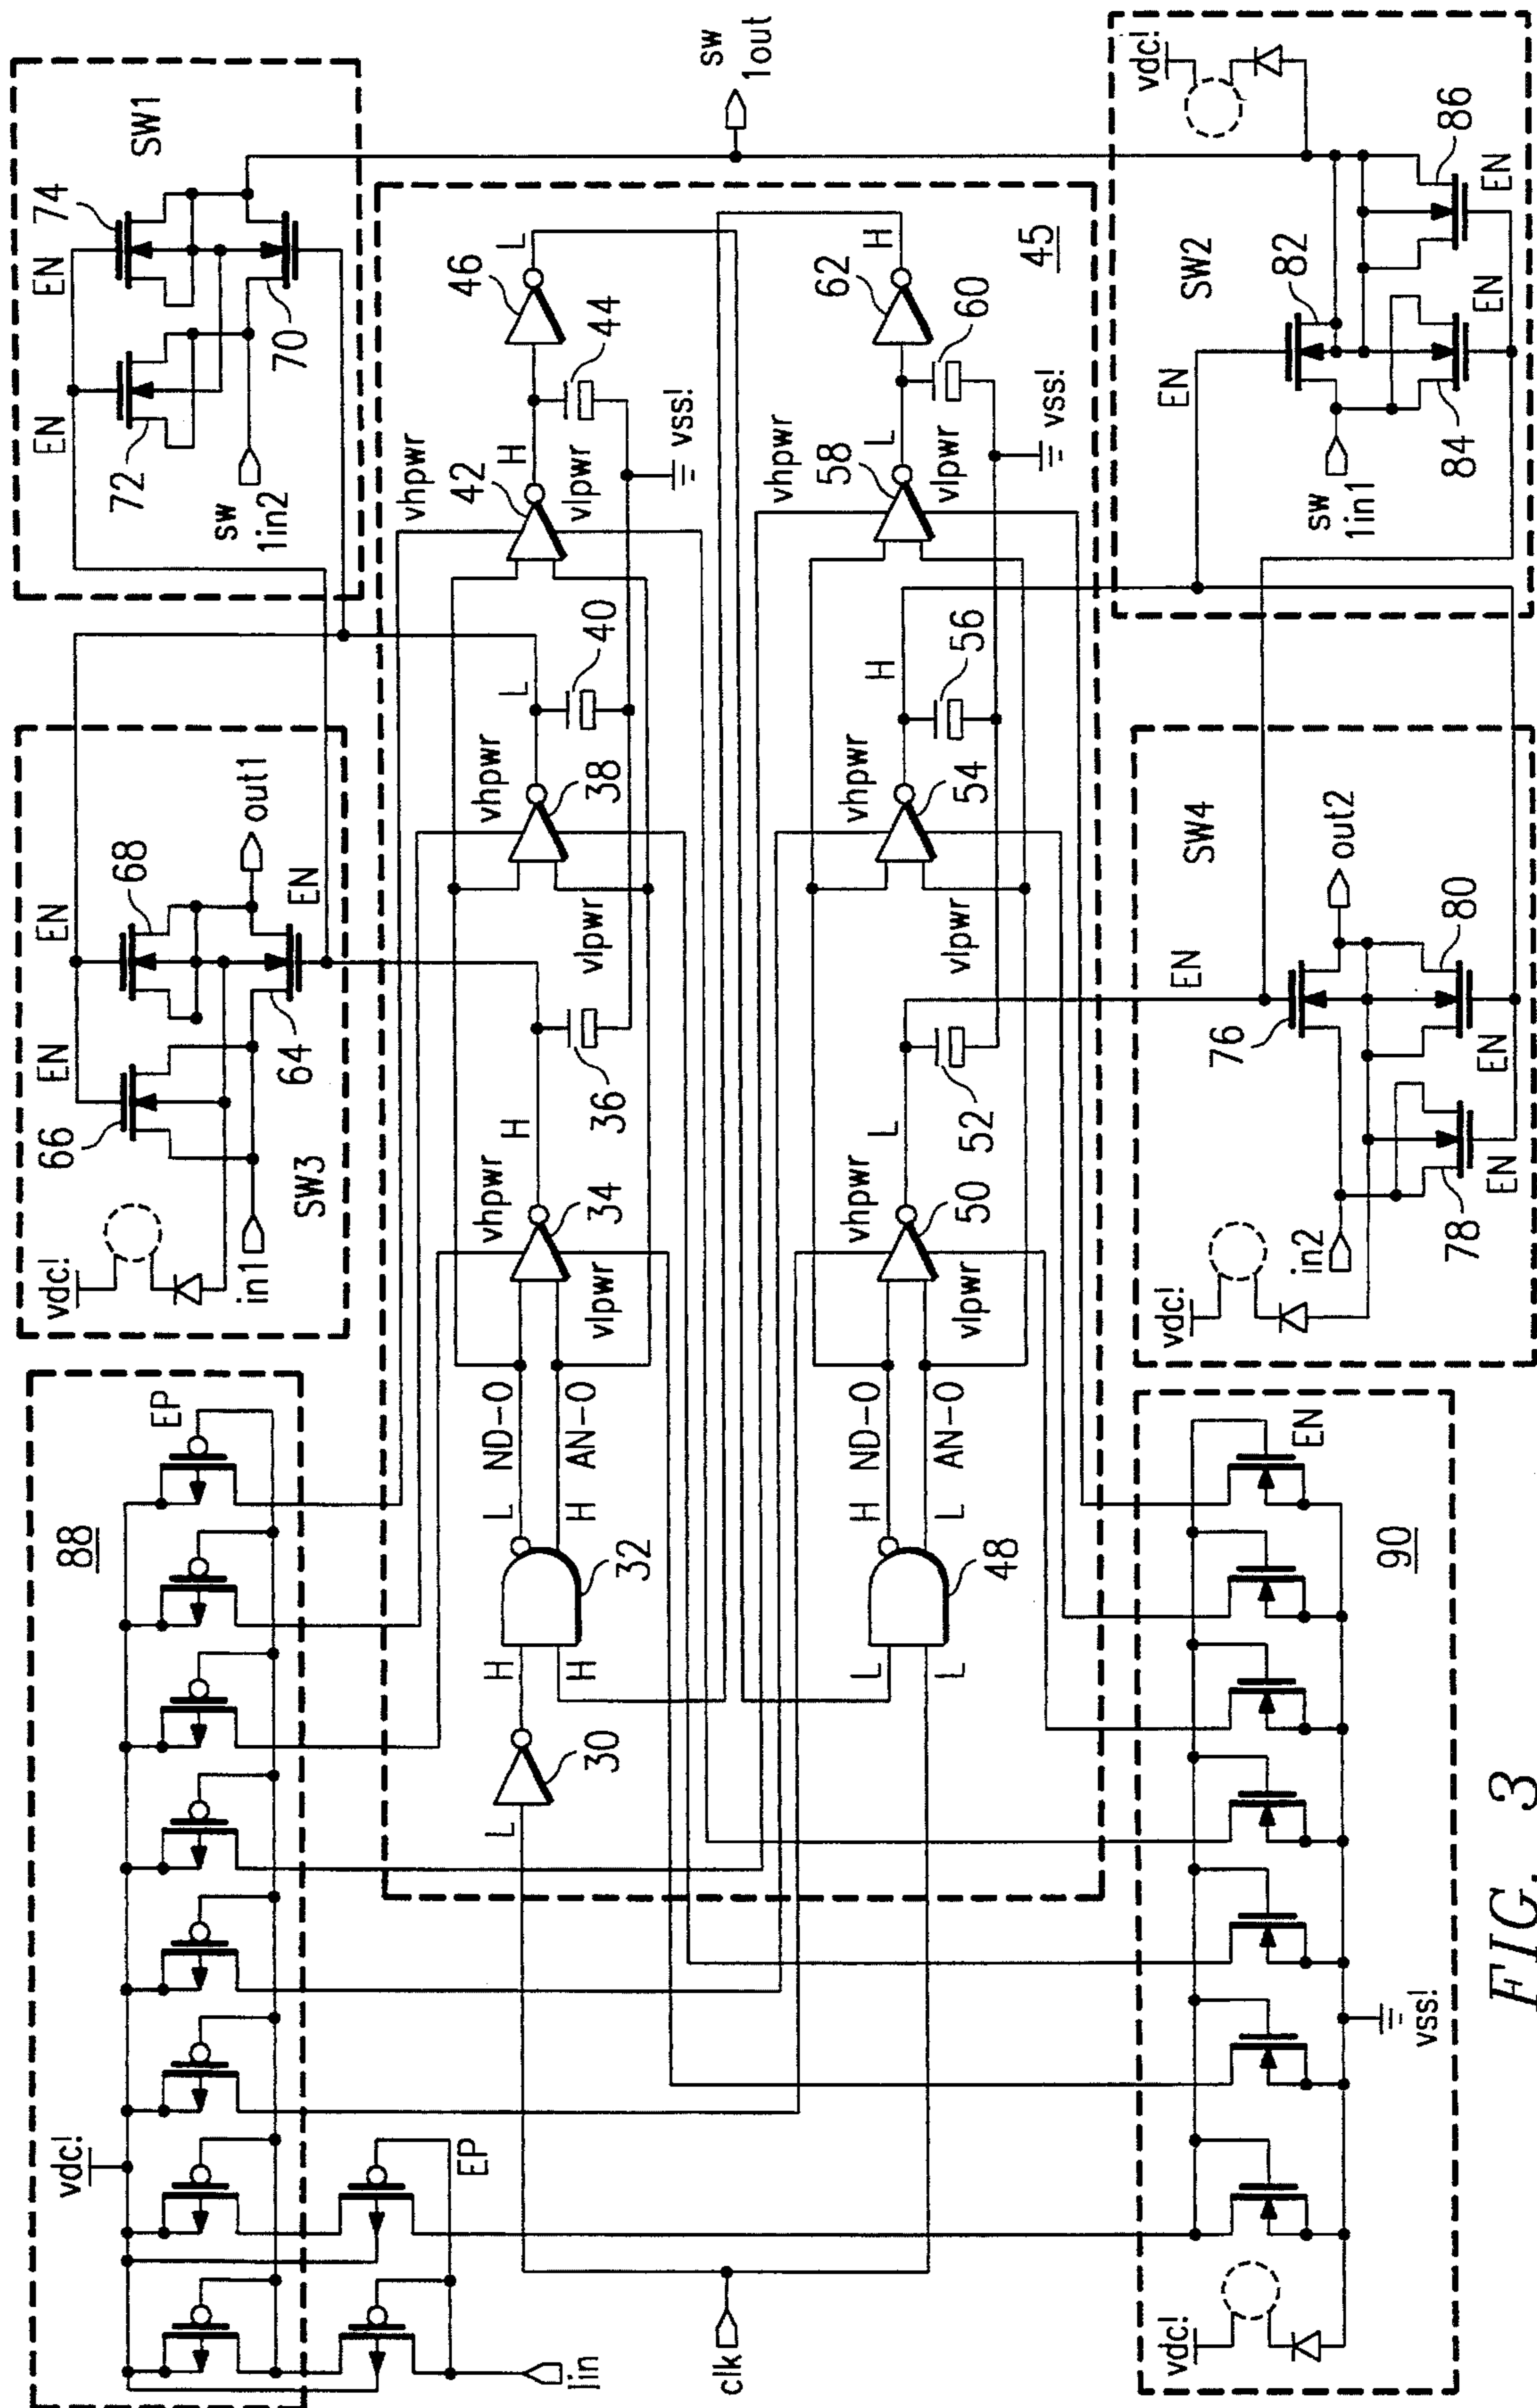 88
EP
vdc!
EP
Iin
clk
vdc!
66
EN
EN
68
out1
in1
64
EN
SW3
EN
EN
72
74
SW1
sw
1in2
70
sw
1out
L
30
H
H
32
L
ND-O
H
AN-O
vhpwr
34
vlpwr
H
36
vhpwr
38
vlpwr
L
40
vhpwr
42
vlpwr
H
44
46
L
vss!
L
L
48
H
ND-O
L
AN-O
vhpwr
50
vlpwr
L
52
vhpwr
54
vlpwr
H
56
vhpwr
58
vlpwr
L
60
62
H
vss!
45
vdc!
90
EN
vss!
vdc!
in2
78
EN
76
EN
SW4
out2
80
EN
EN
SW2
82
sw
1in1
84
EN
86
EN
vdc!
FIG. 3